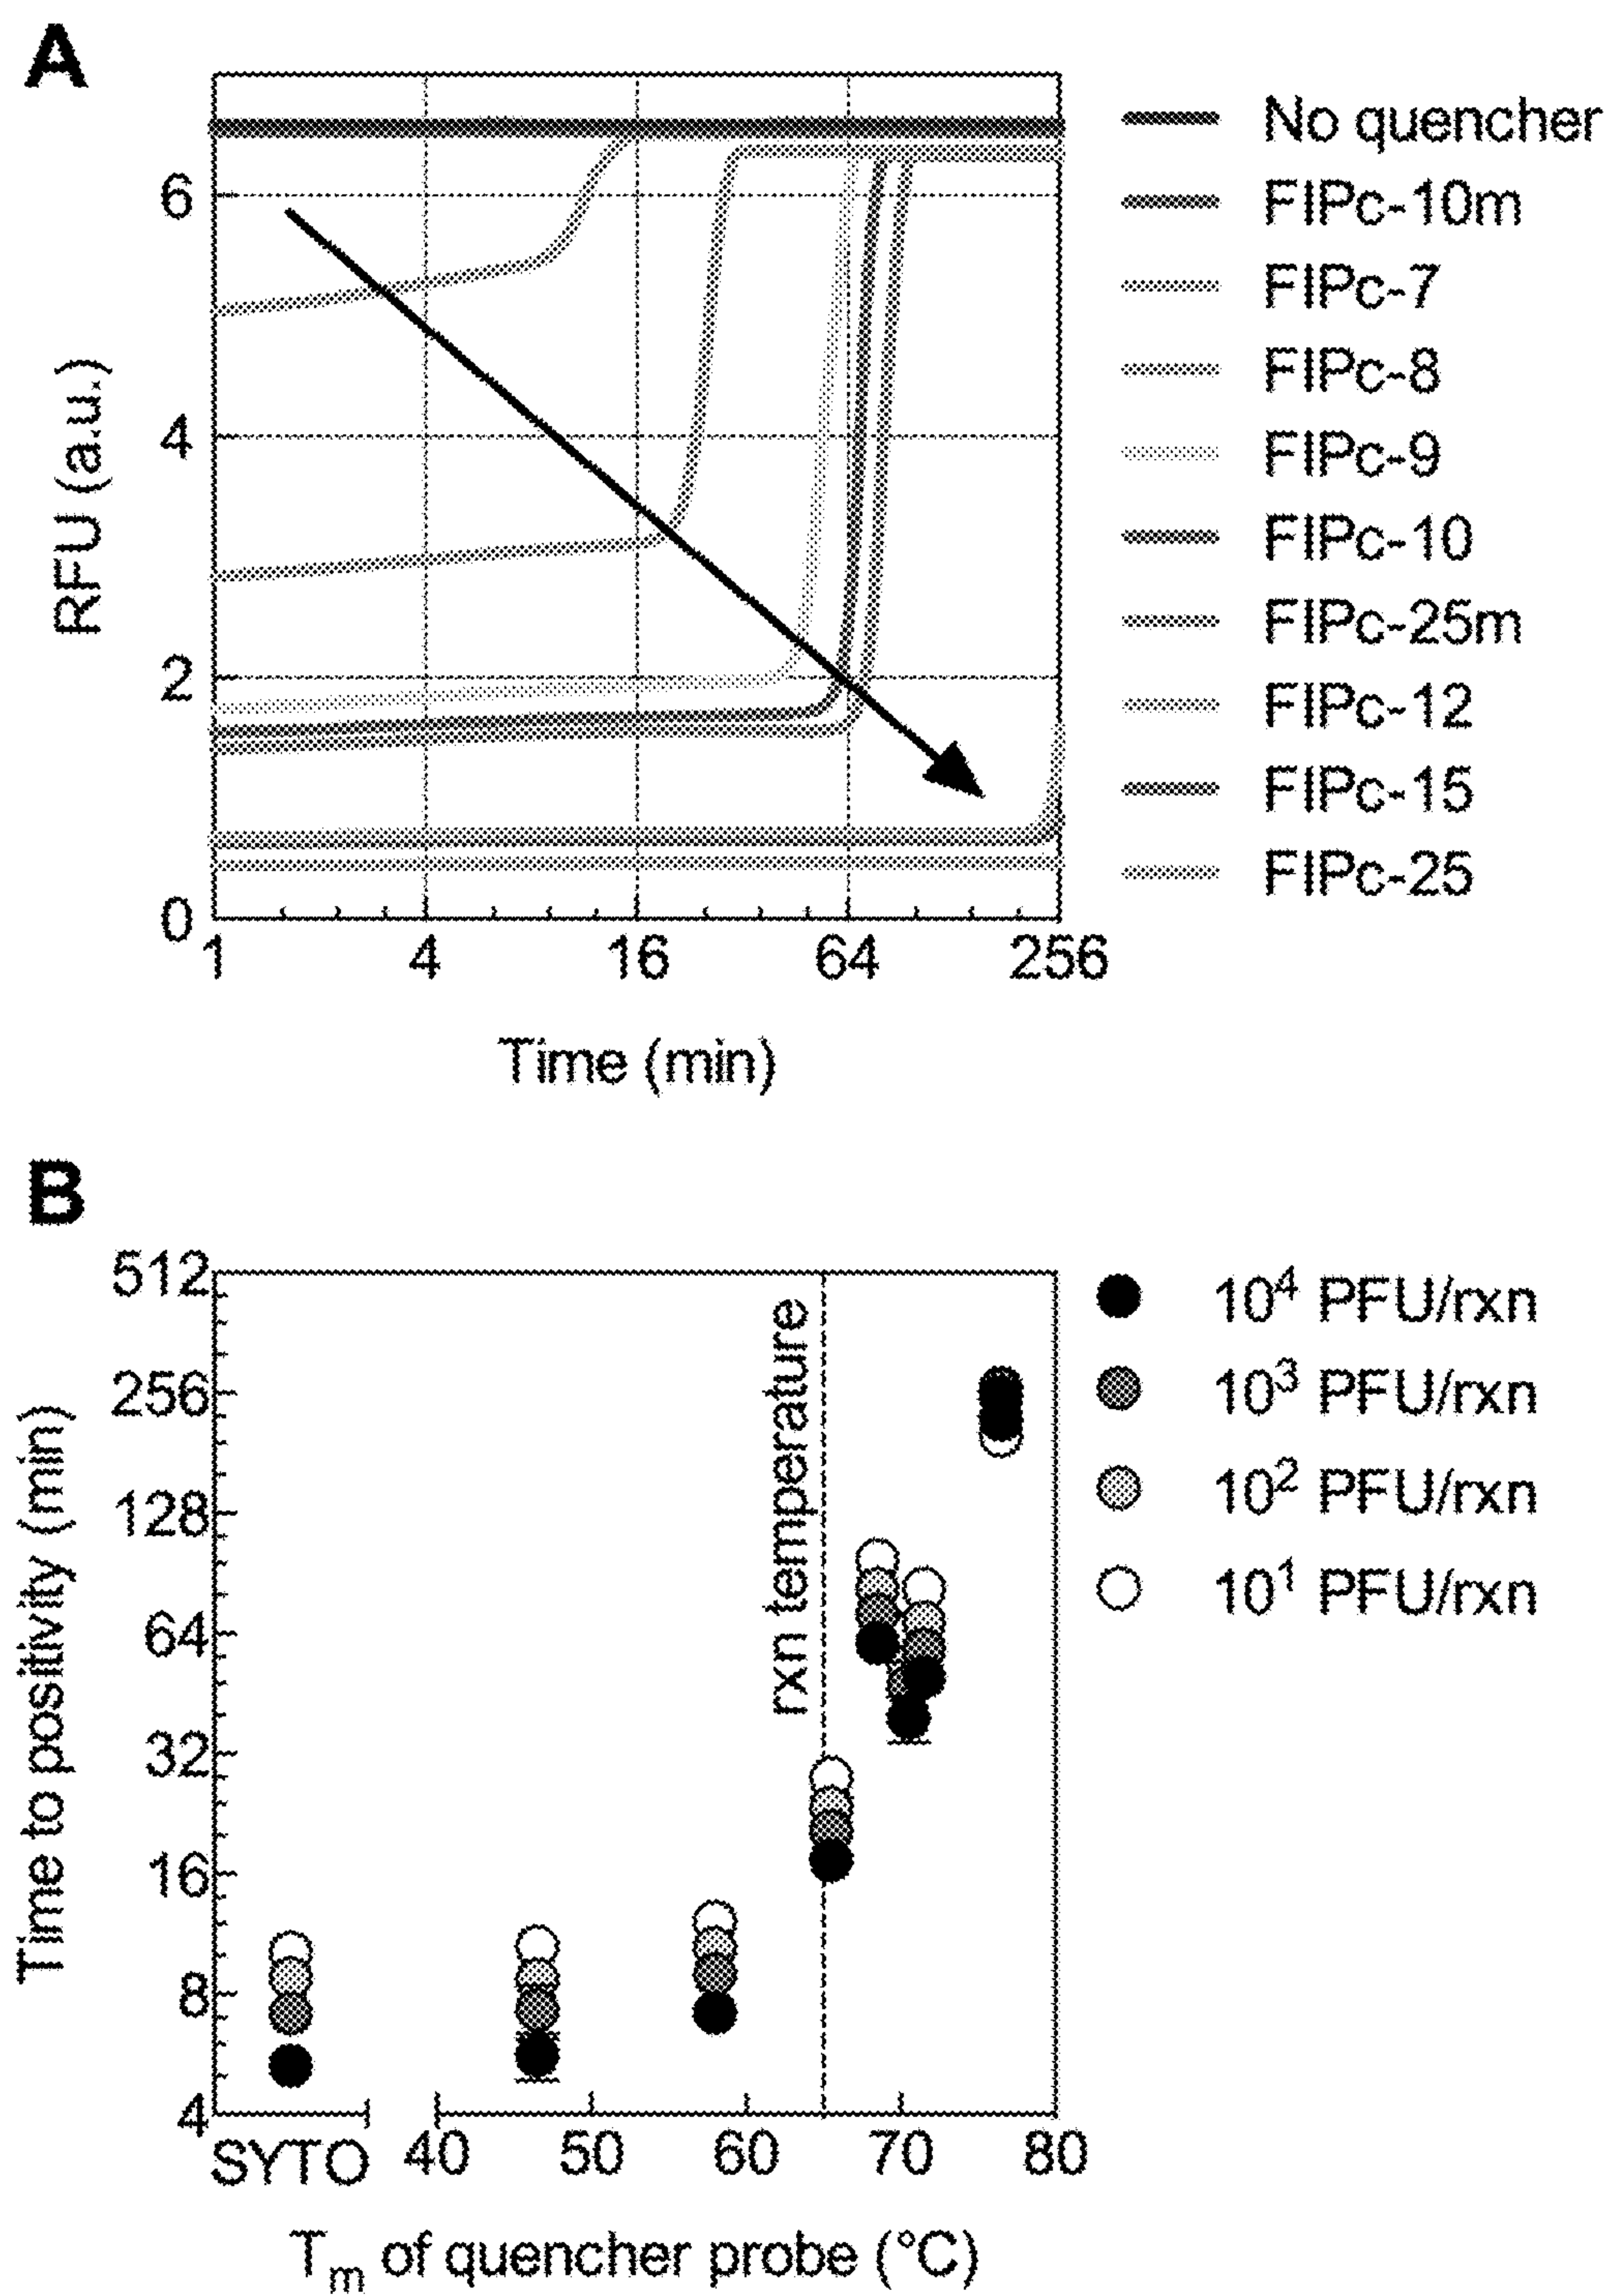 A
6
4
2
0
1 4 16 64 256
RFU (a.u.)
Time (min)
No quencher
FIPc-10m
FIPc-7
FIPc-8
FIPc-9
FIPc-10
FIPc-25m
FIPc-12
FIPc-15
FIPc-25
B
512
256
128
64
32
16
8
4
SYTO 40 50 60 70 80
Time to positivity (min)
rxn temperature
Tm of quencher probe (°C)
10⁴ PFU/rxn
10³ PFU/rxn
10² PFU/rxn
10¹ PFU/rxn